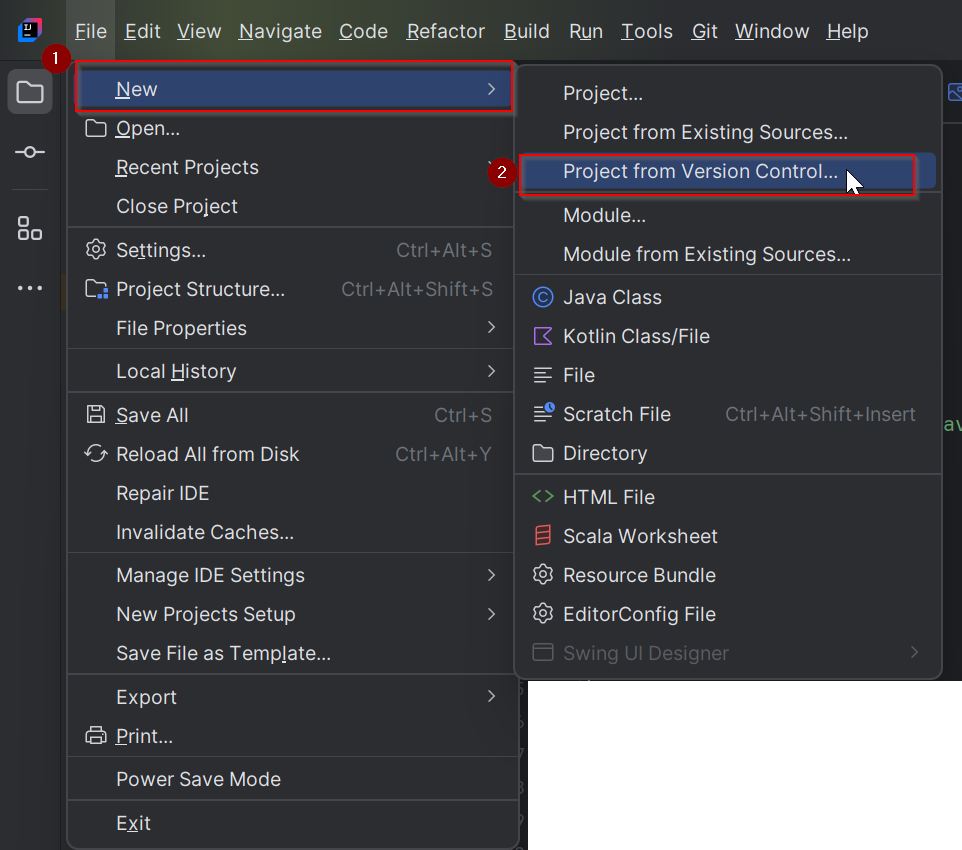 IJ
File Edit View Navigate Code Refactor Build Run Tools Git Window Help
1
New
Open...
Recent Projects
Close Project
Settings... Ctrl+Alt+S
Project Structure... Ctrl+Alt+Shift+S
File Properties
Local History
Save All Ctrl+S
Reload All from Disk Ctrl+Alt+Y
Repair IDE
Invalidate Caches...
Manage IDE Settings
New Projects Setup
Save File as Template...
Export
Print...
Power Save Mode
Exit
Project...
Project from Existing Sources...
2
Project from Version Control...
Module...
Module from Existing Sources...
Java Class
Kotlin Class/File
File
Scratch File Ctrl+Alt+Shift+Insert
Directory
HTML File
Scala Worksheet
Resource Bundle
EditorConfig File
Swing UI Designer